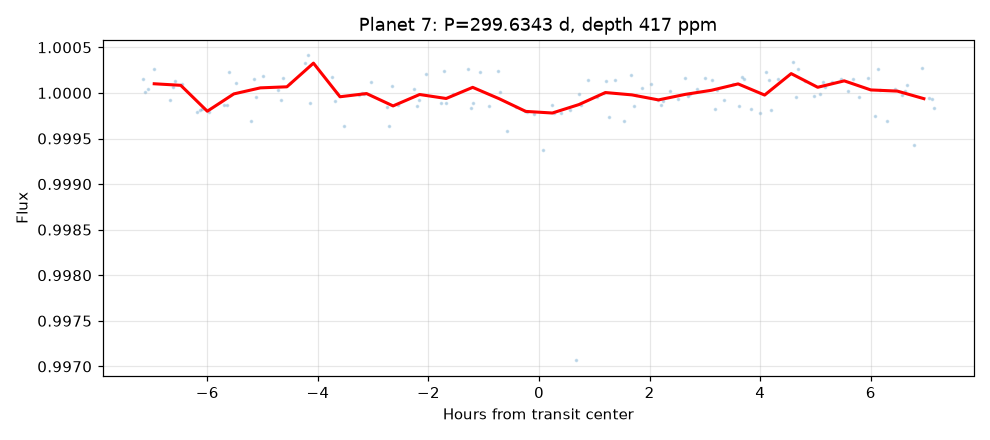 Planet 7: P=299.6343 d, depth 417 ppm
Flux
1.0005
1.0000
0.9995
0.9990
0.9985
0.9980
0.9975
0.9970
−6 −4 −2 0 2 4 6
Hours from transit center